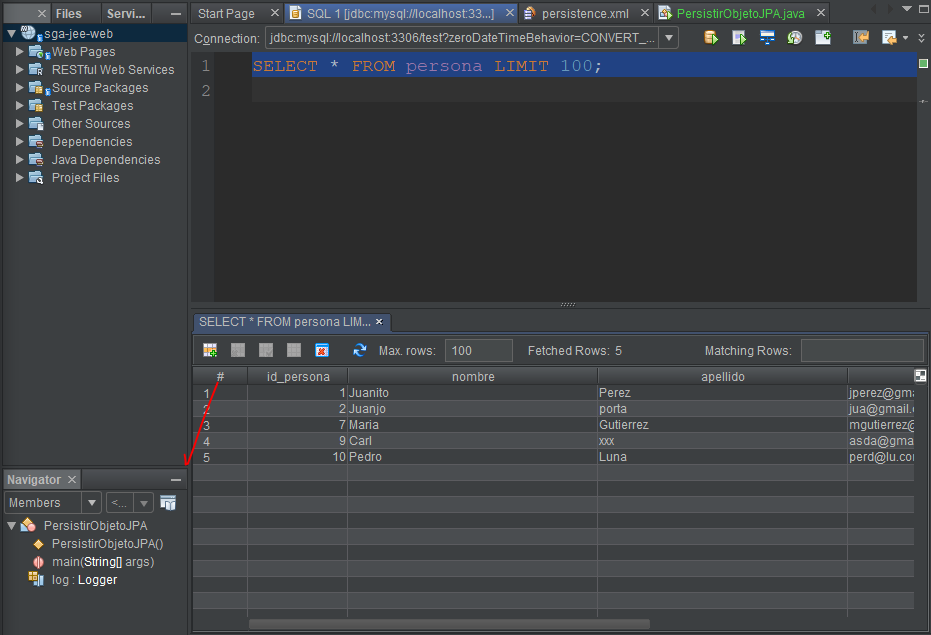 Files Servi...
Start Page SQL 1 [jdbc:mysql://localhost:33...] persistence.xml PersistirObjetoJPA.java
sga-jee-web
Web Pages
RESTful Web Services
Source Packages
Test Packages
Other Sources
Dependencies
Java Dependencies
Project Files
Connection: jdbc:mysql://localhost:3306/test?zeroDateTimeBehavior=CONVERT_...
1 SELECT * FROM persona LIMIT 100;
2
SELECT * FROM persona LIM...
Max. rows: 100 Fetched Rows: 5 Matching Rows:
# id_persona nombre apellido
1 1 Juanito Perez jperez@gma
2 2 Juanjo porta jua@gmail.c
3 7 Maria Gutierrez mgutierrez@
4 9 Carl xxx asda@gma
5 10 Pedro Luna perd@lu.cor
Navigator
Members <...
PersistirObjetoJPA
PersistirObjetoJPA()
main(String[] args)
log : Logger